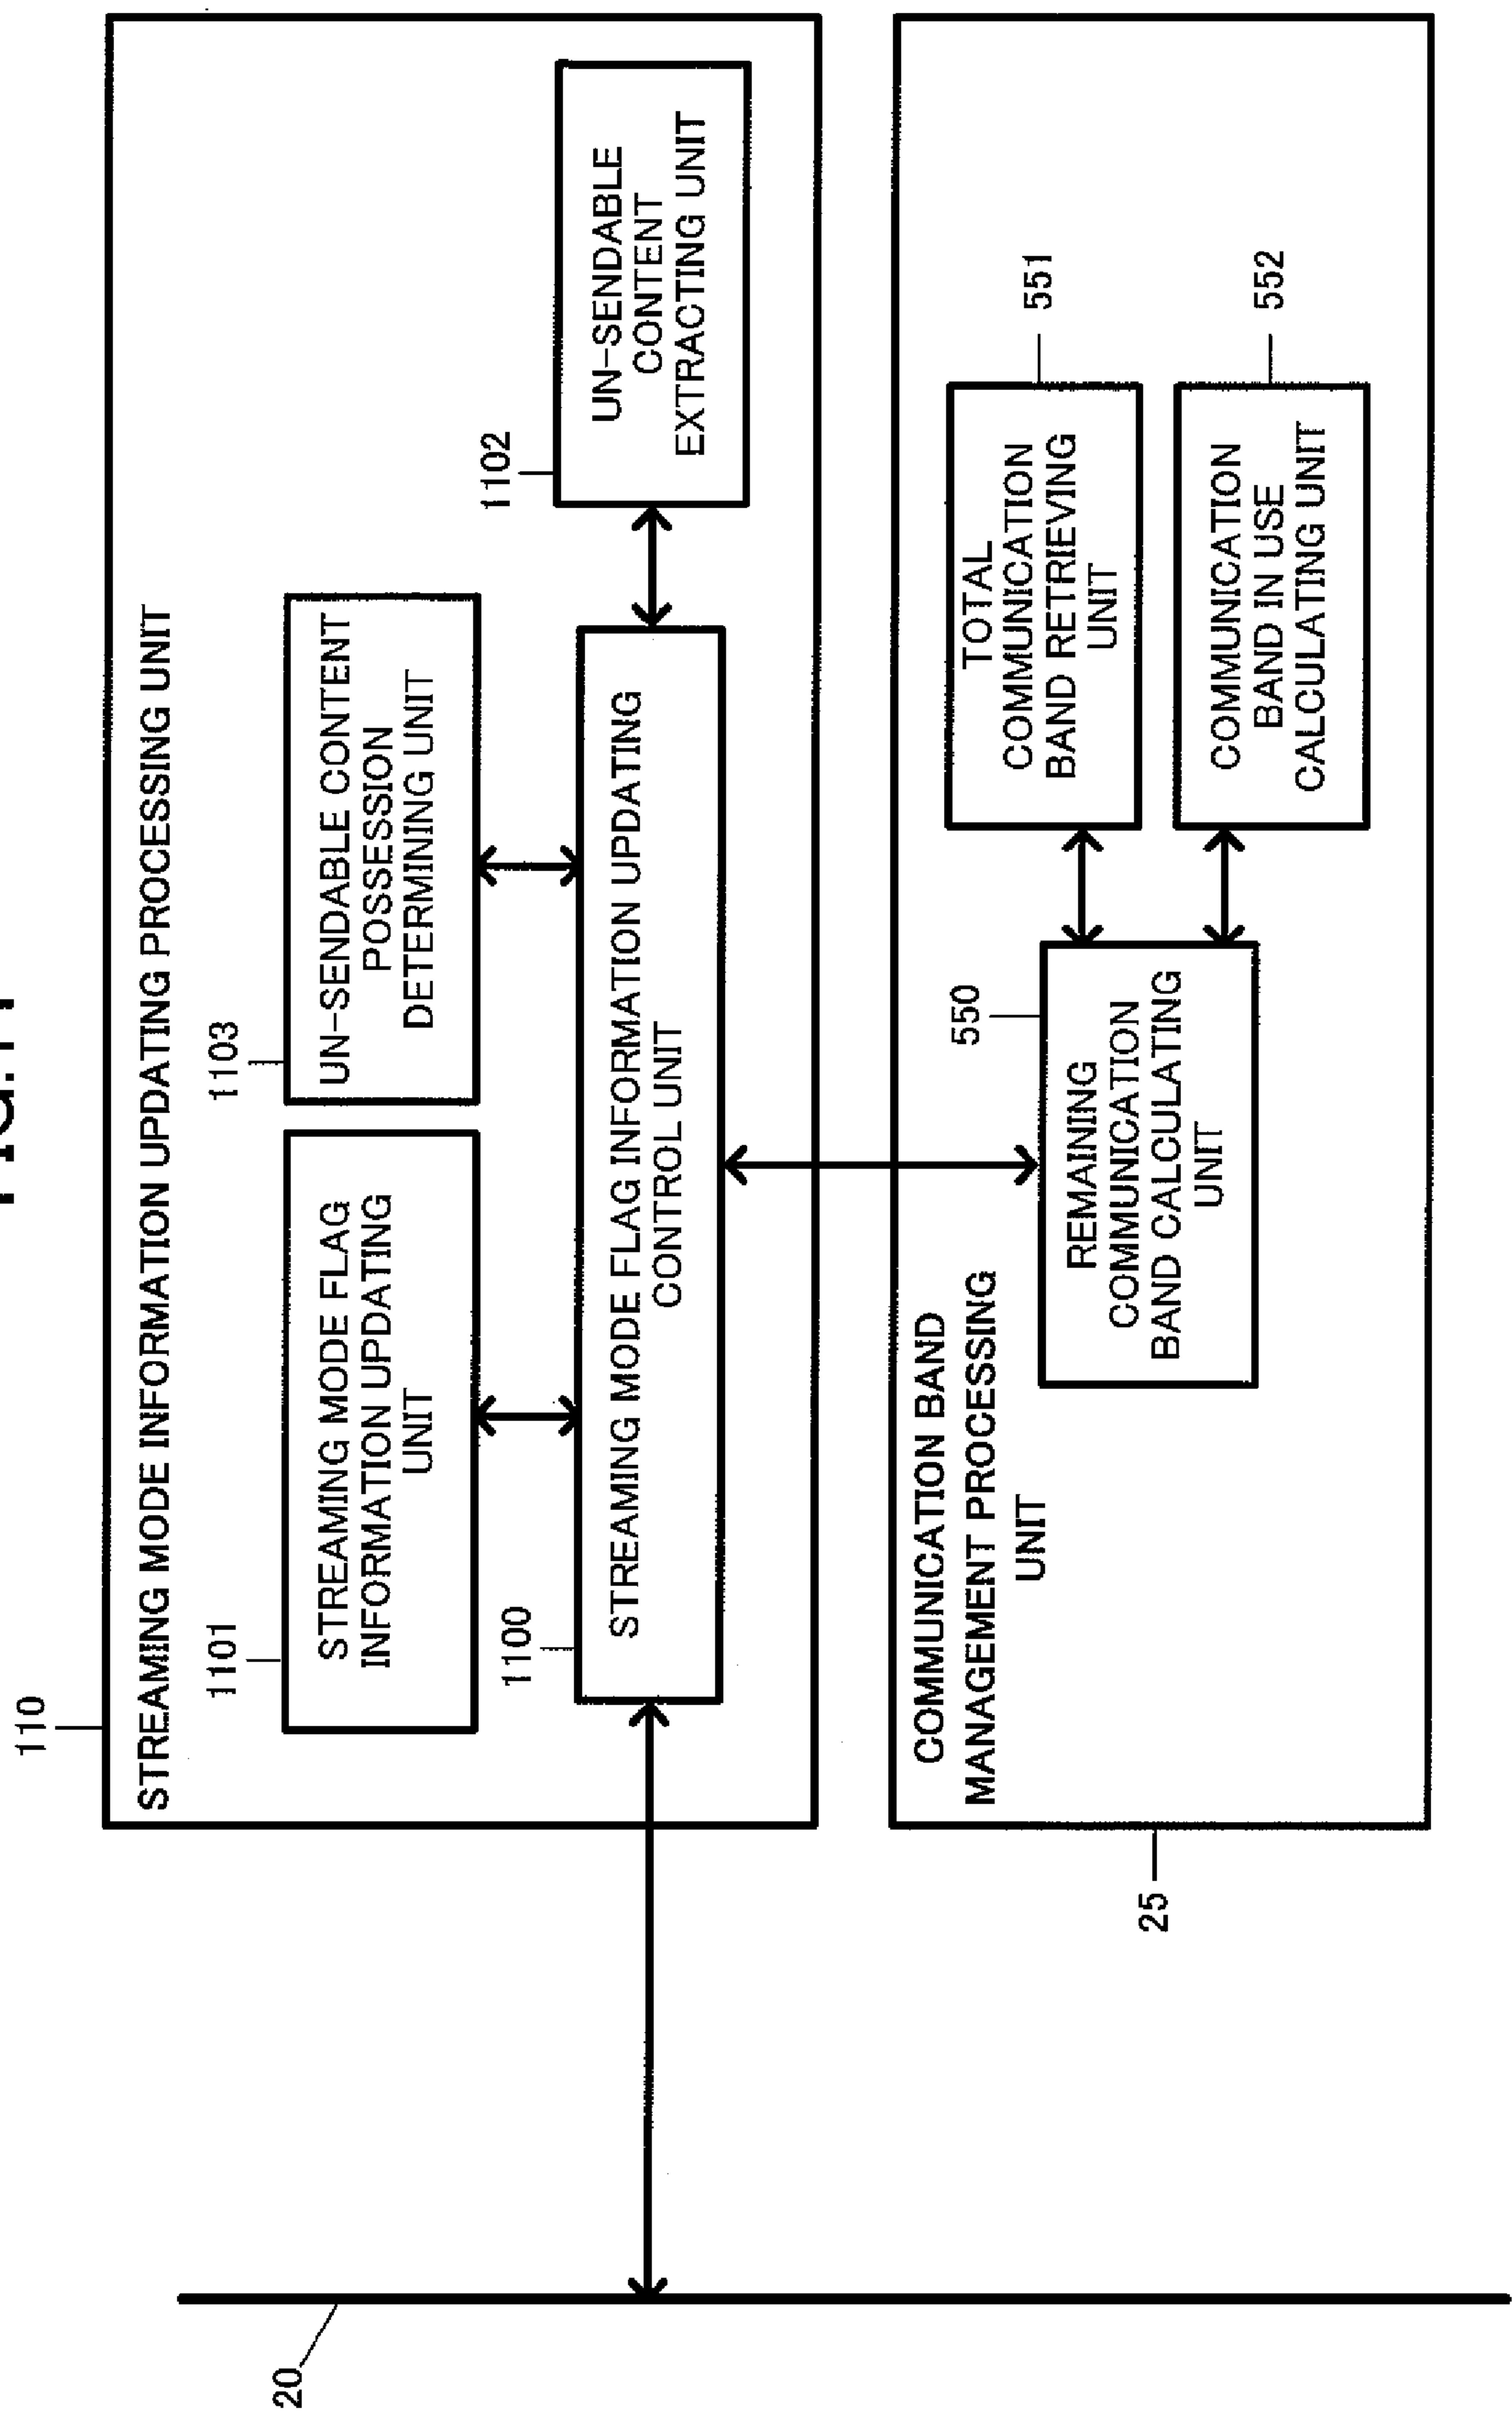 110
STREAMING MODE INFORMATION UPDATING PROCESSING UNIT
1101
STREAMING MODE FLAG
INFORMATION UPDATING
UNIT
1103
UN-SENDABLE CONTENT
POSSESSION
DETERMINING UNIT
1100
STREAMING MODE FLAG INFORMATION UPDATING
CONTROL UNIT
1102
UN-SENDABLE
CONTENT
EXTRACTING UNIT
20
COMMUNICATION BAND
MANAGEMENT PROCESSING
UNIT
25
550
REMAINING
COMMUNICATION
BAND CALCULATING
UNIT
TOTAL
COMMUNICATION
BAND RETRIEVING
UNIT
551
COMMUNICATION
BAND IN USE
CALCULATING UNIT
552